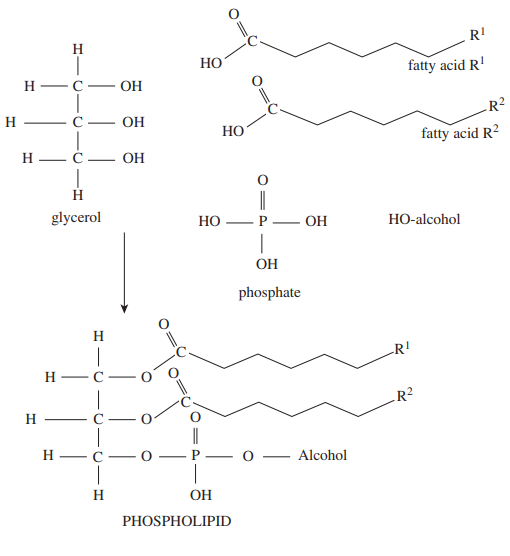 O
C
R¹
HO
fatty acid R¹
H
H C OH
H C OH
H C OH
H
glycerol
O
C
R²
HO
fatty acid R²
O
HO P OH
OH
phosphate
HO-alcohol
H
O
C
R¹
H C O
O
C
R²
H C O
O
H C O P O Alcohol
H
OH
PHOSPHOLIPID